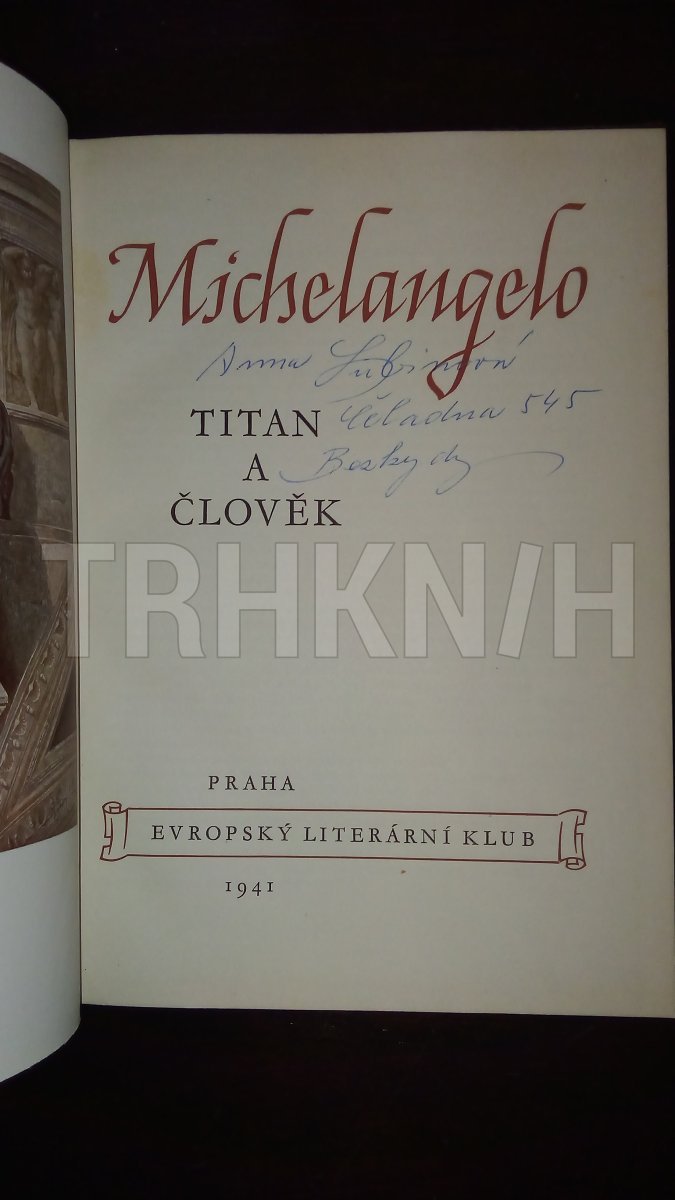 Michelangelo
Anna
TITAN Čeladna 545
A Beskydy
ČLOVĚK
TRHKNIH
PRAHA
EVROPSKÝ LITERÁRNÍ KLUB
1941